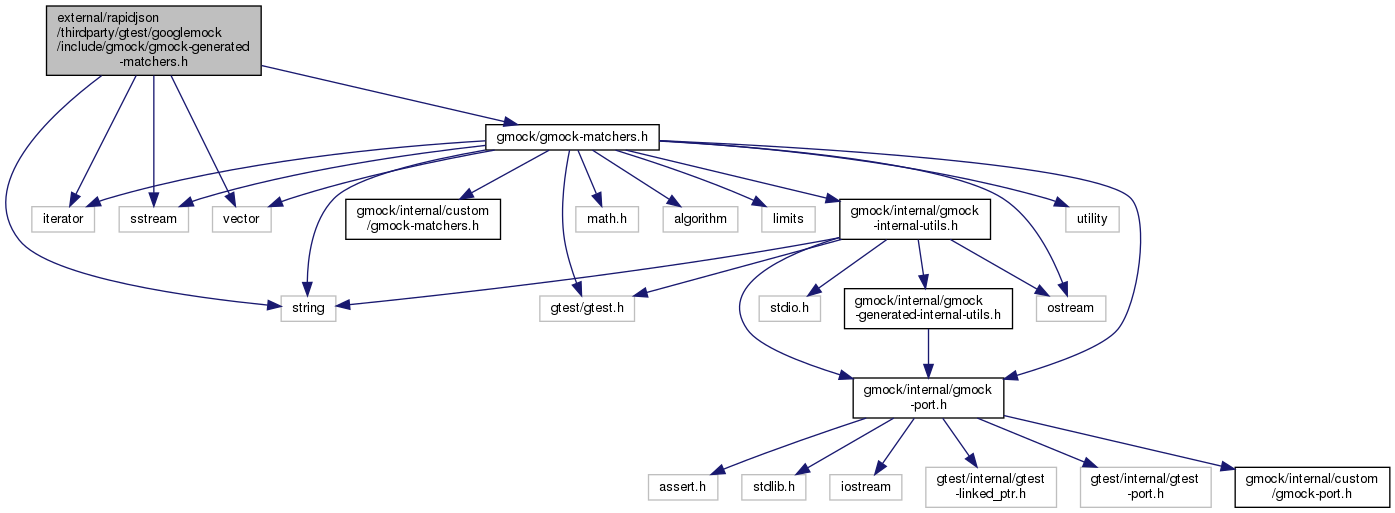 external/rapidjson
/thirdparty/gtest/googlemock
/include/gmock/gmock-generated
-matchers.h
gmock/gmock-matchers.h
iterator
sstream
vector
gmock/internal/custom
/gmock-matchers.h
math.h
algorithm
limits
gmock/internal/gmock
-internal-utils.h
utility
string
gtest/gtest.h
stdio.h
gmock/internal/gmock
-generated-internal-utils.h
ostream
gmock/internal/gmock
-port.h
assert.h
stdlib.h
iostream
gtest/internal/gtest
-linked_ptr.h
gtest/internal/gtest
-port.h
gmock/internal/custom
/gmock-port.h